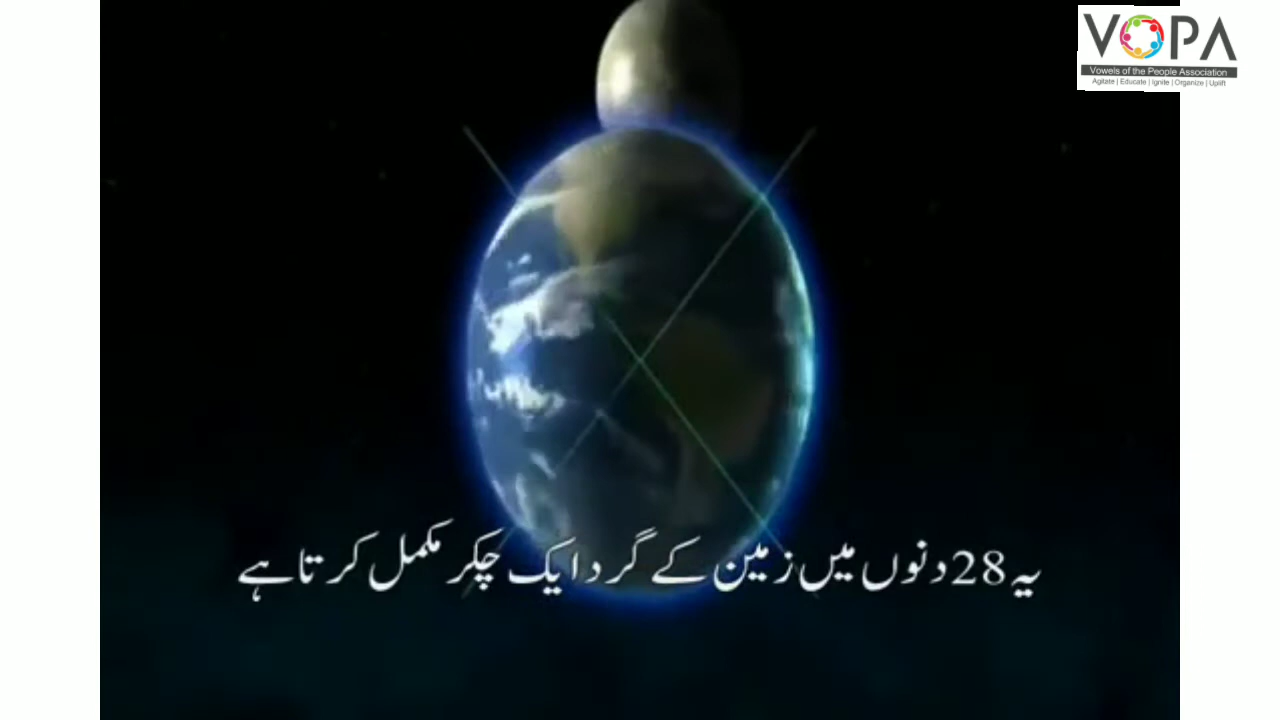 VOPA
Vowels of the People Association
Agitate | Educate | Ignite | Organize | Uplift
یہ 28 دنوں میں زمین کے گرد ایک چکر مکمل کرتا ہے